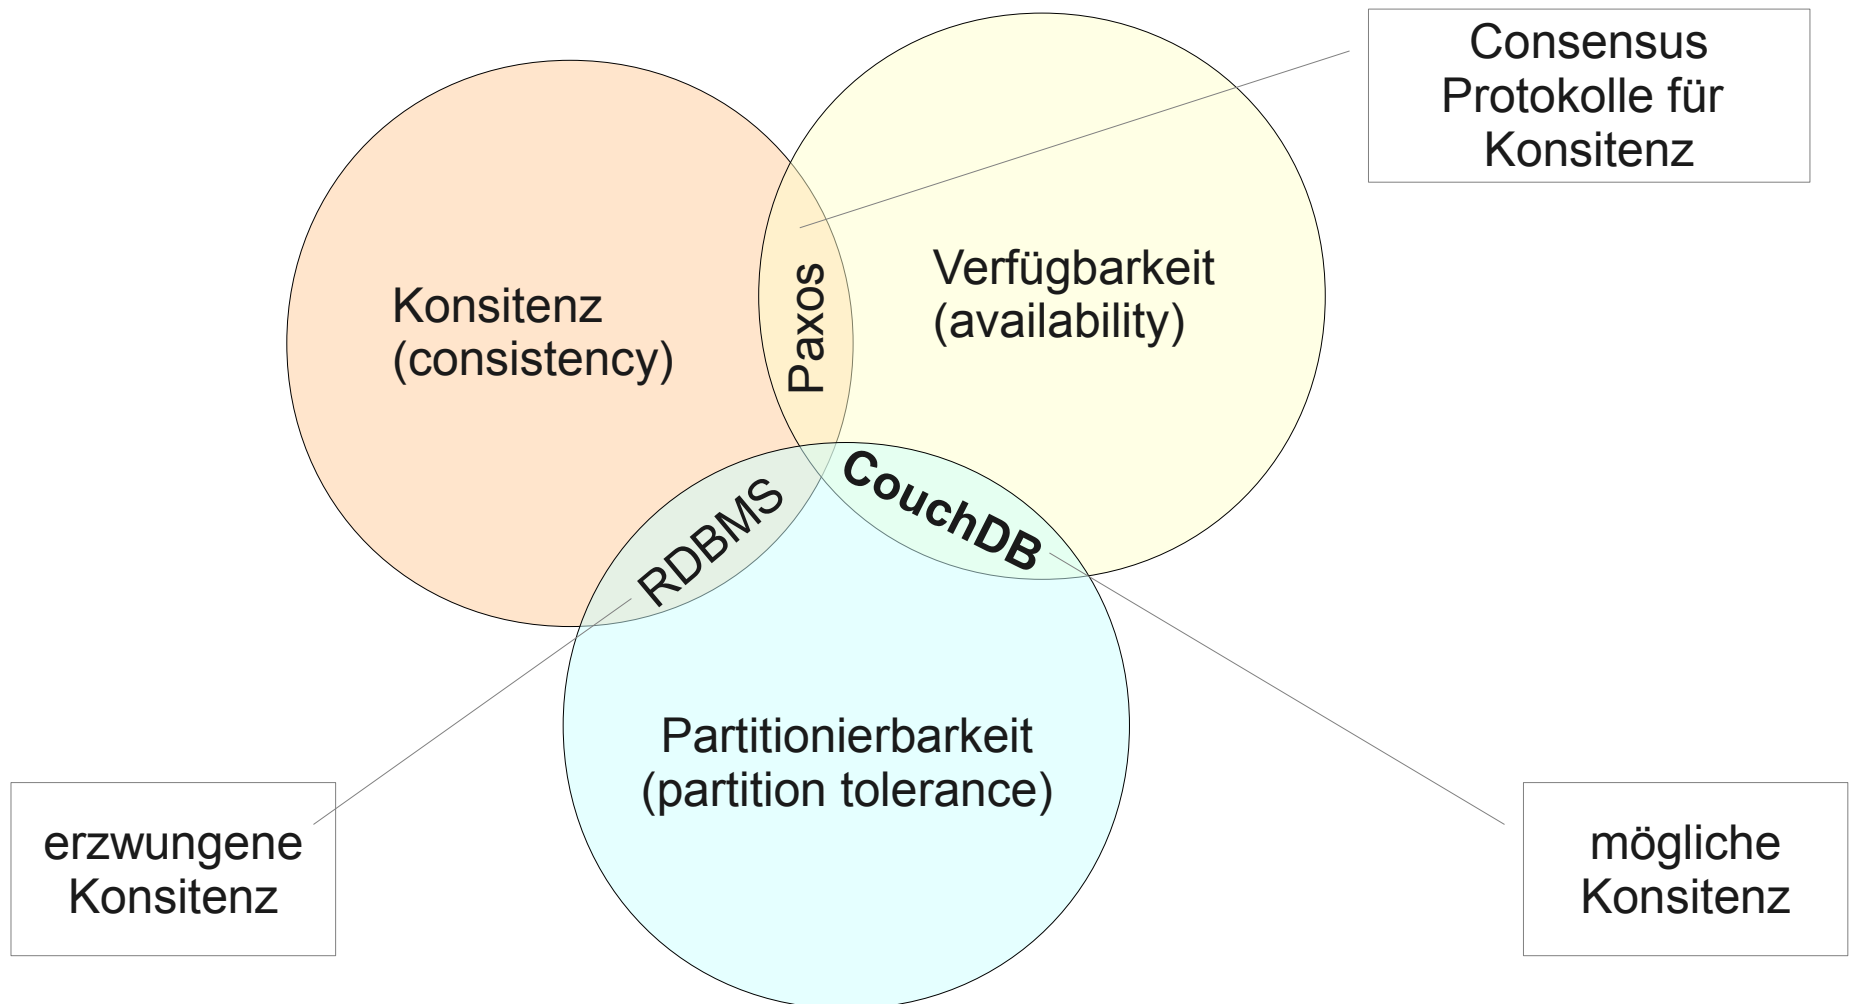 Consensus
Protokolle für
Konsitenz
Verfügbarkeit
(availability)
Konsitenz
(consistency)
Paxos
CouchDB
RDBMS
Partitionierbarkeit
(partition tolerance)
erzwungene
Konsitenz
mögliche
Konsitenz